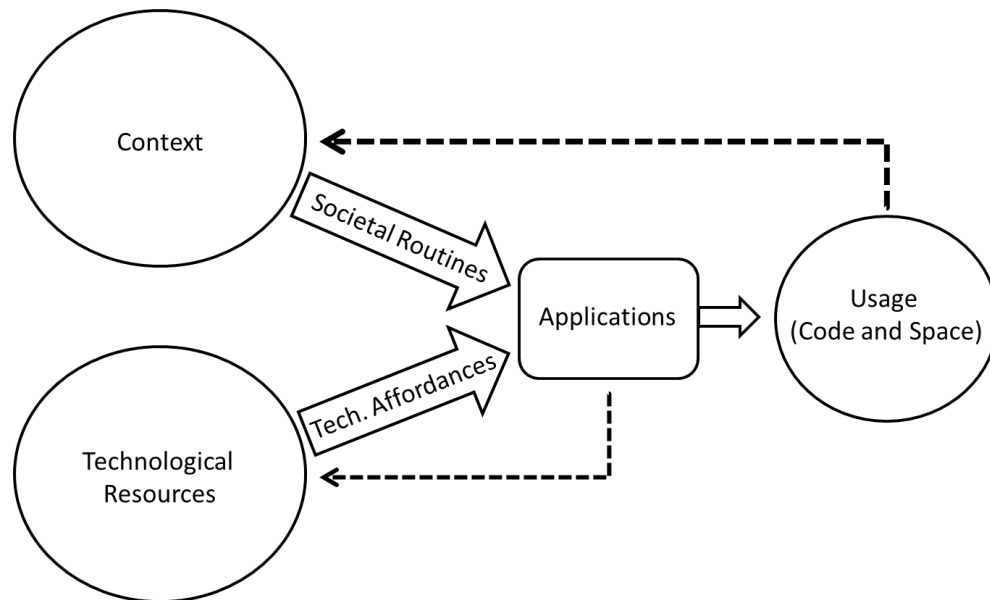 Context
Societal Routines
Applications
Usage
(Code and Space)
Tech. Affordances
Technological
Resources